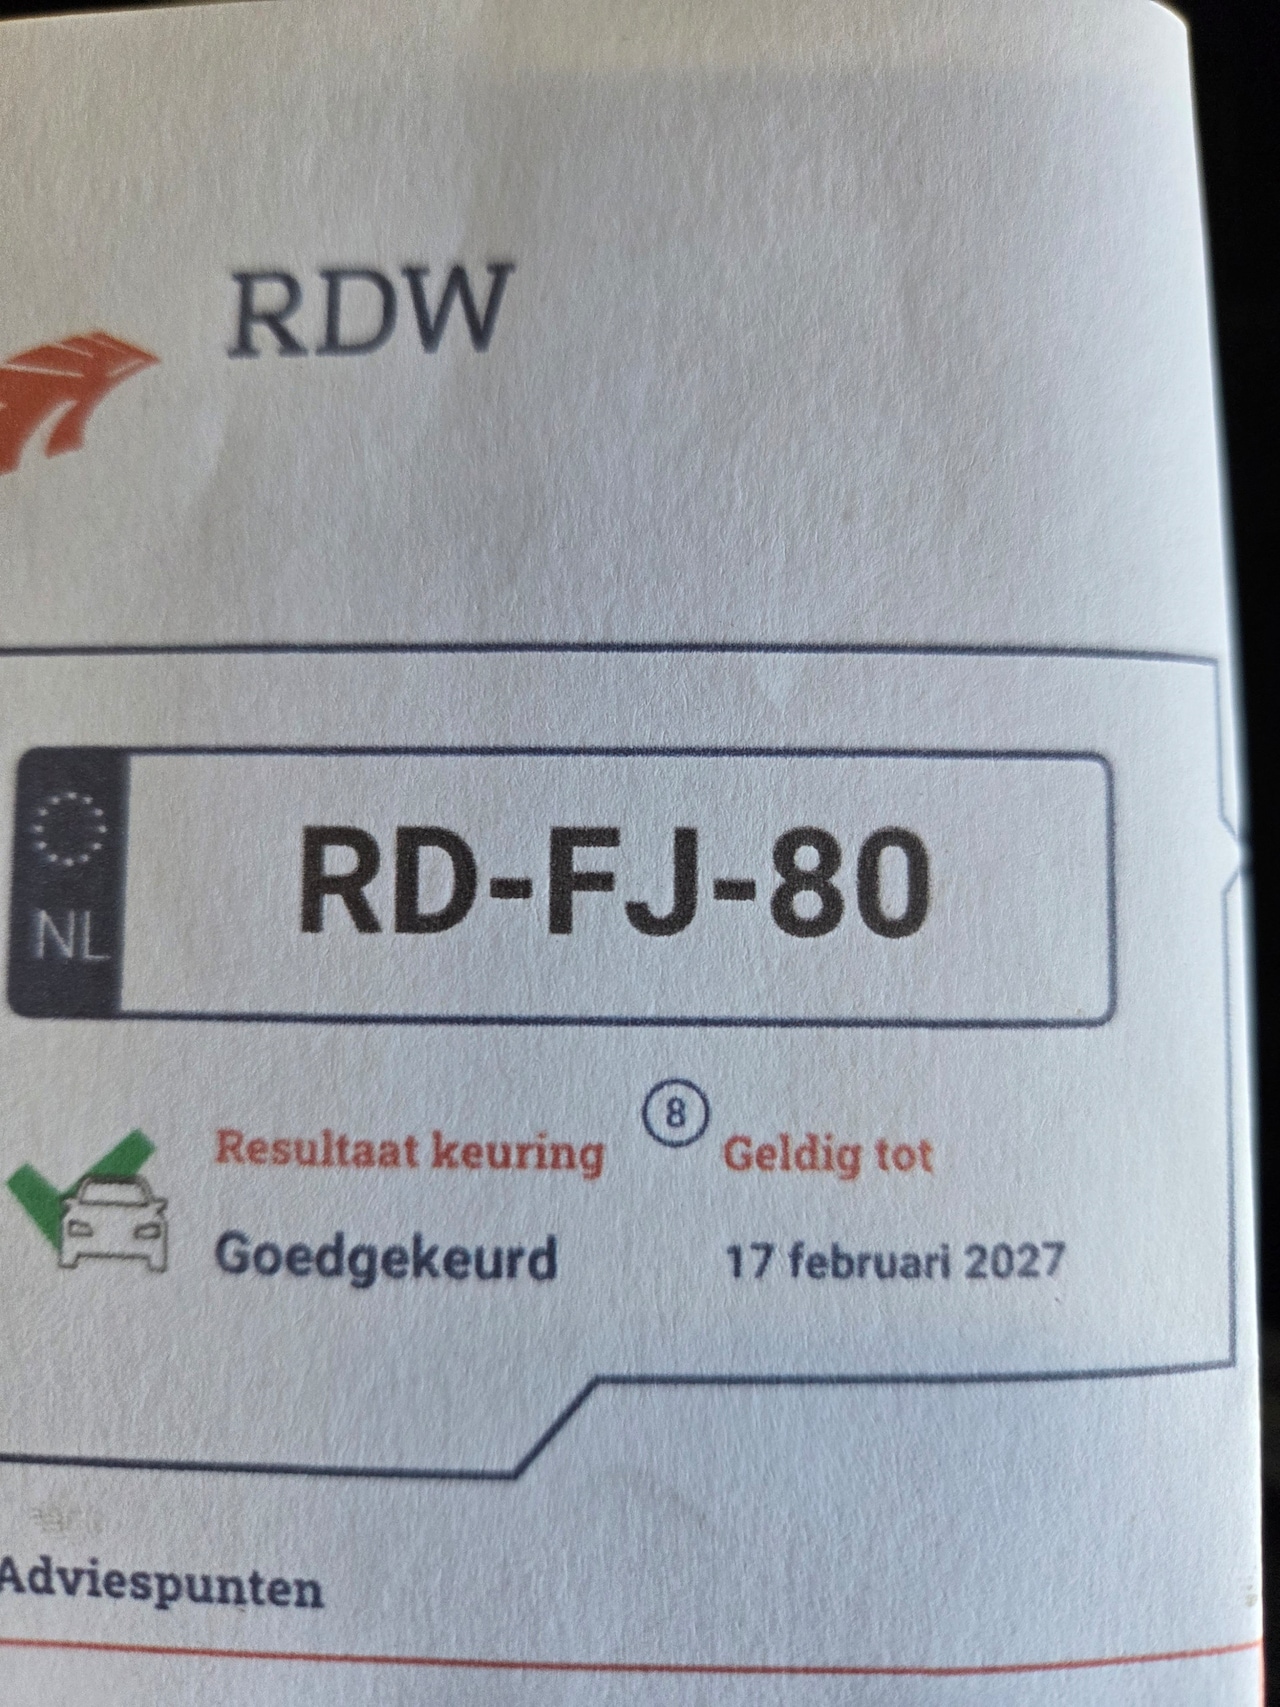 RDW
NL
RD-FJ-80
8
Resultaat keuring
Geldig tot
Goedgekeurd
17 februari 2027
Adviespunten